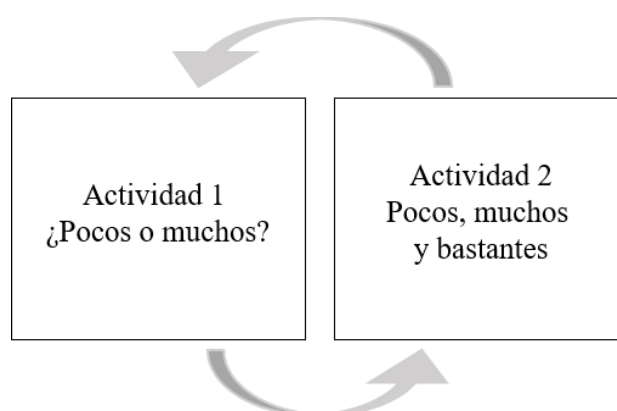 Actividad 1
¿Pocos o muchos?
Actividad 2
Pocos, muchos
y bastantes